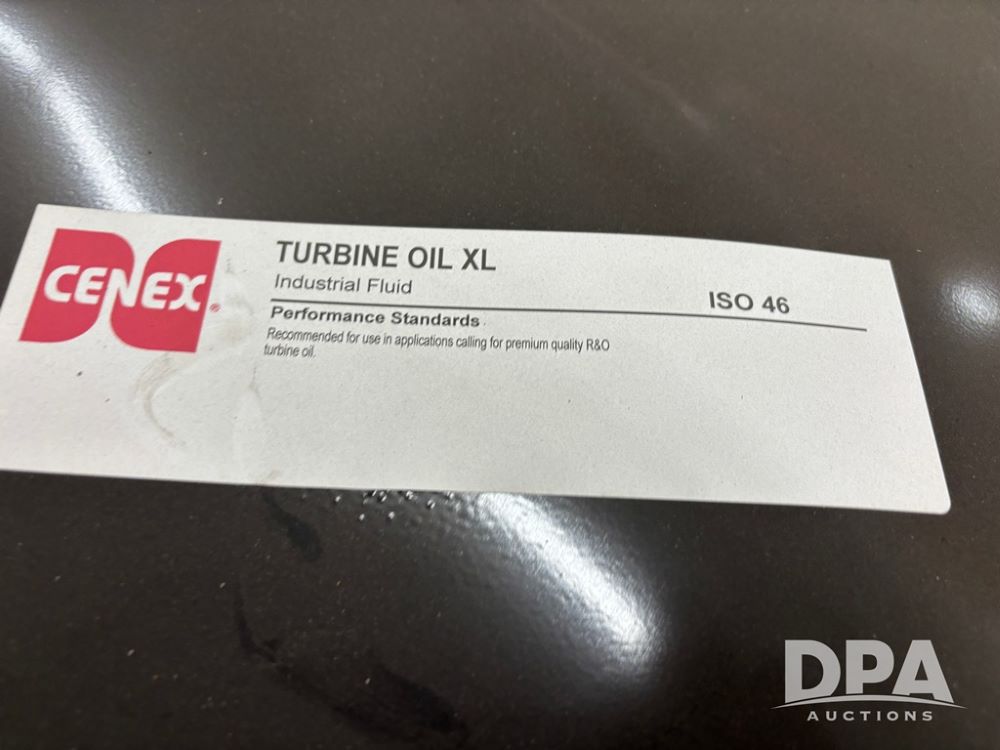 CENEX®
TURBINE OIL XL
Industrial Fluid
ISO 46
Performance Standards
Recommended for use in applications calling for premium quality R&O
turbine oil.
DPA
AUCTIONS